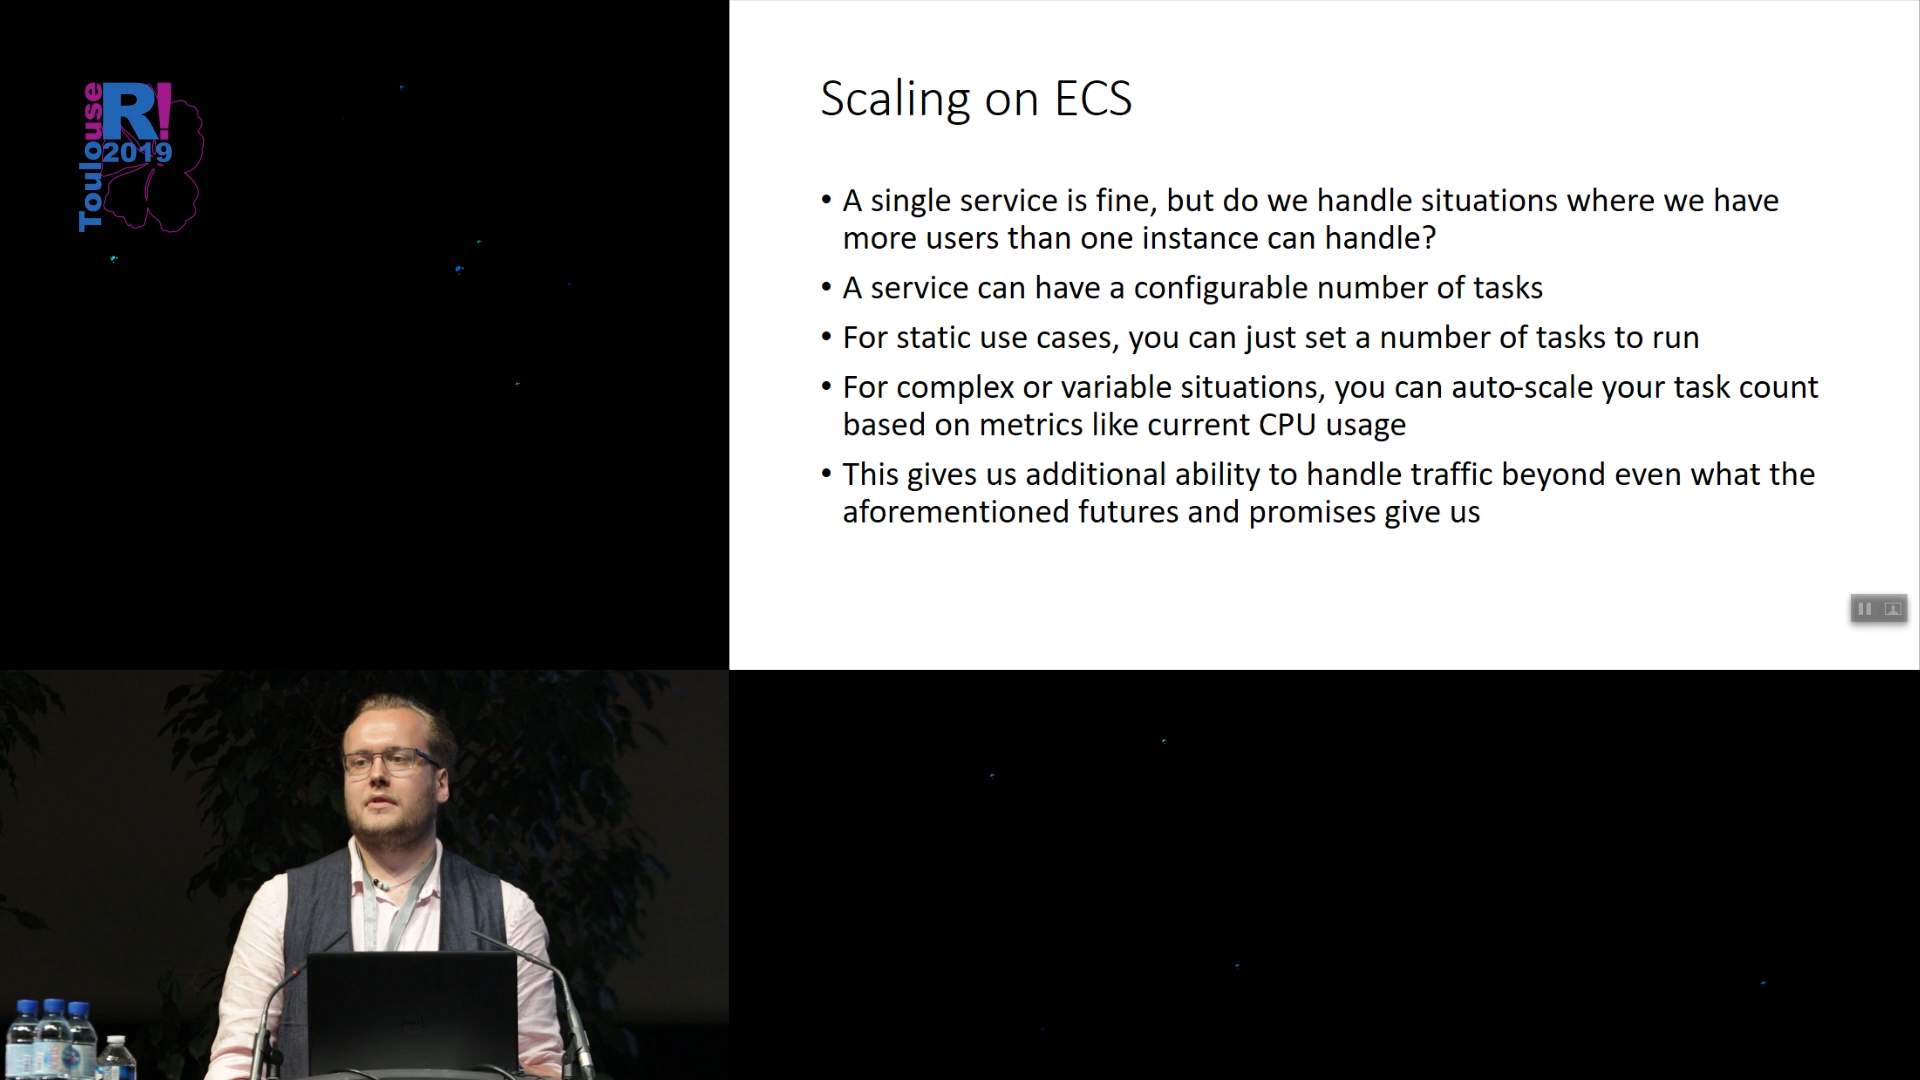 Toulouse
R!
2019
Scaling on ECS
• A single service is fine, but do we handle situations where we have
more users than one instance can handle?
• A service can have a configurable number of tasks
• For static use cases, you can just set a number of tasks to run
• For complex or variable situations, you can auto-scale your task count
based on metrics like current CPU usage
• This gives us additional ability to handle traffic beyond even what the
aforementioned futures and promises give us